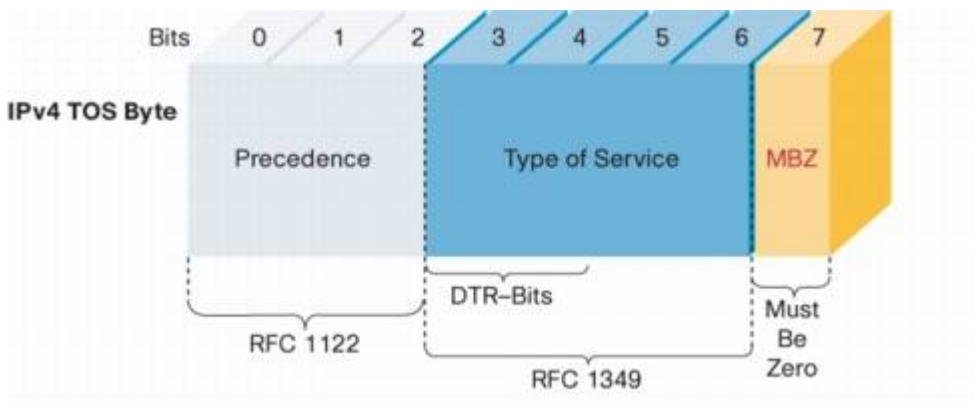 Bits 0 1 2 3 4 5 6 7
IPv4 TOS Byte
Precedence Type of Service MBZ
DTR–Bits
RFC 1122
RFC 1349
Must
Be
Zero